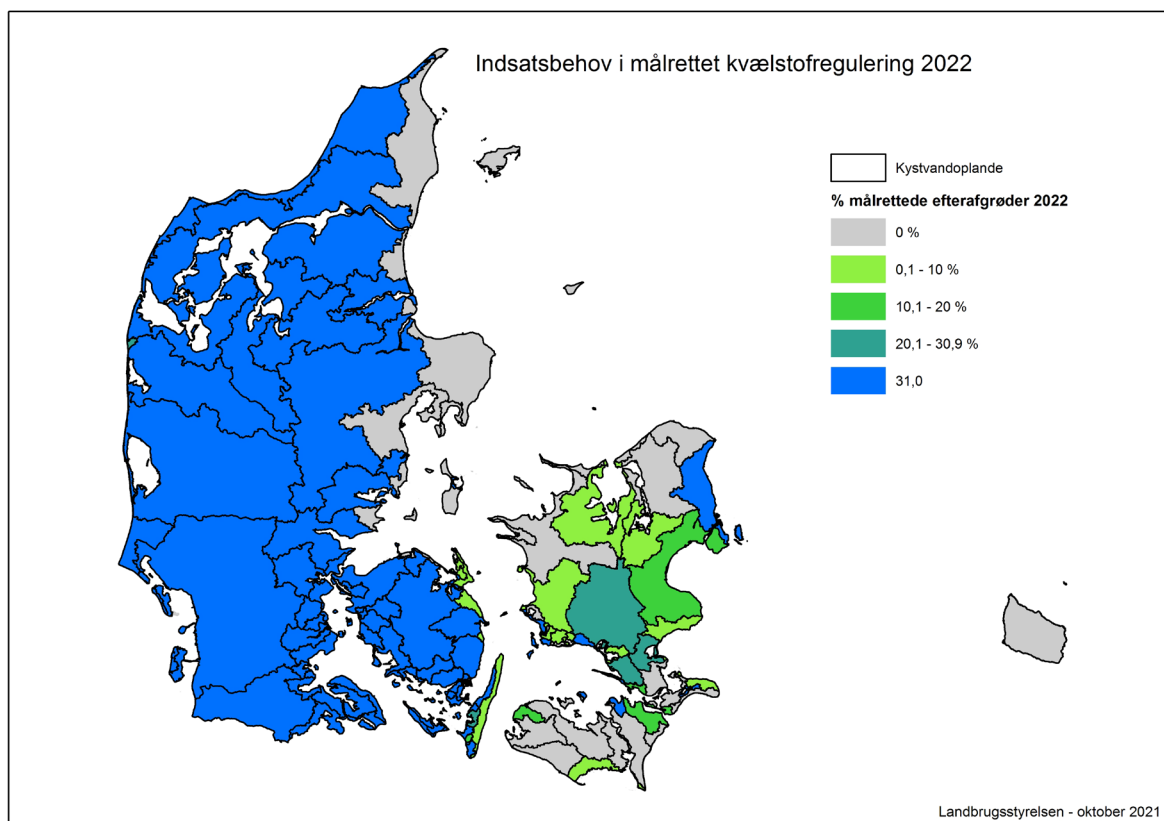 Indsatsbehov i målrettet kvælstofregulering 2022
Kystvandoplande
% målrettede efterafgrøder 2022
0 %
0,1 - 10 %
10,1 - 20 %
20,1 - 30,9 %
31,0
Landbrugsstyrelsen - oktober 2021